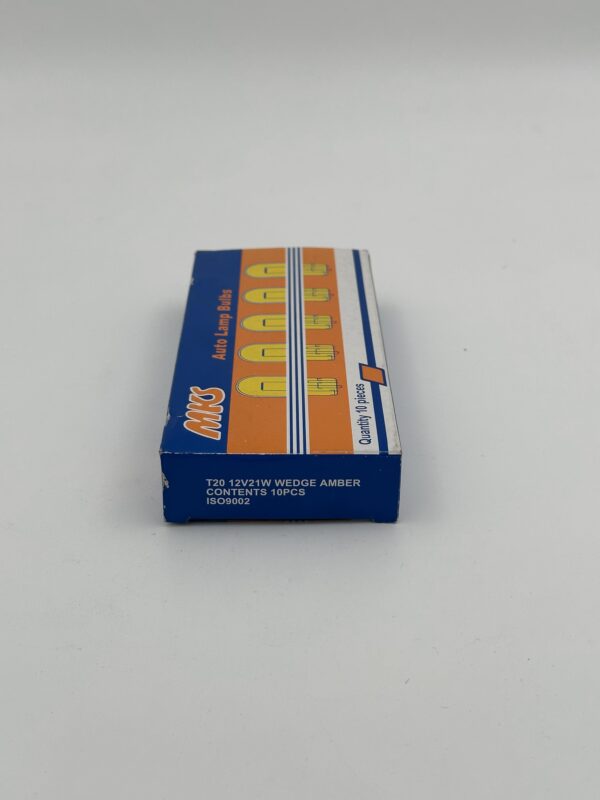 MKS
Auto Lamp Bulbs
Quantity 10 pieces
T20 12V21W WEDGE AMBER
CONTENTS 10PCS
ISO9002